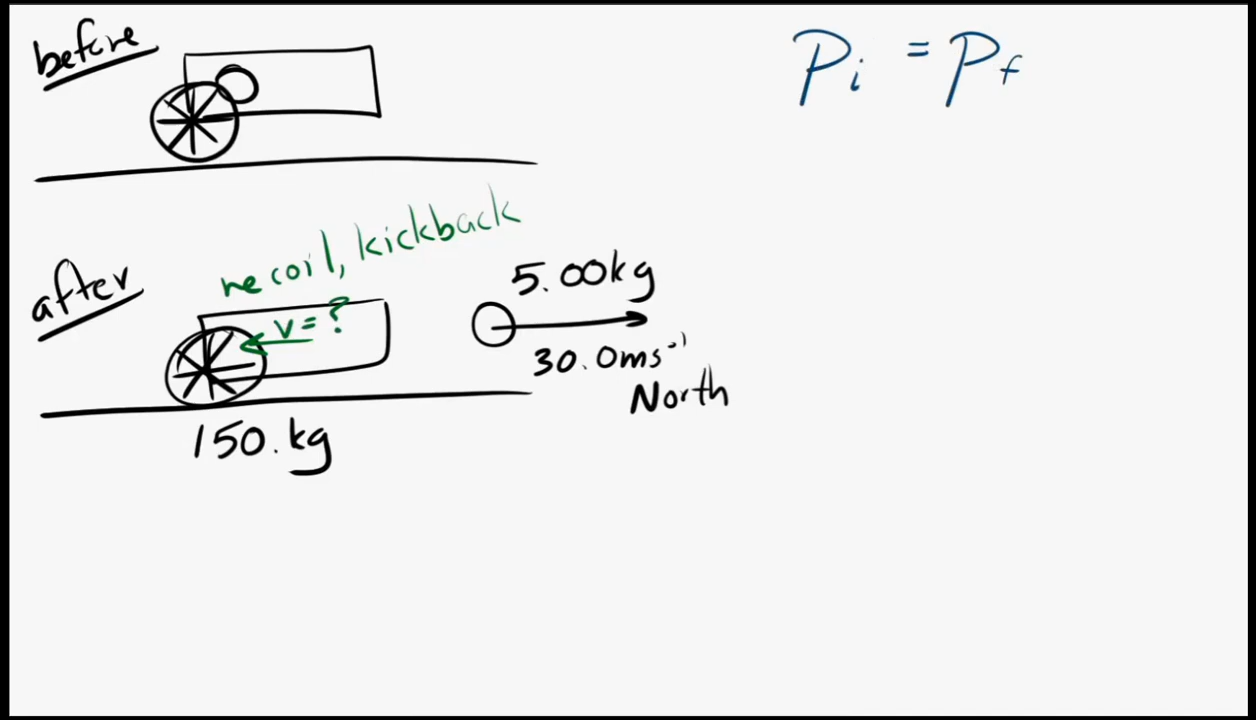 before
Pi = Pf
recoil, kickback
after
5.00kg
v = ?
30.0ms⁻¹
North
150. kg